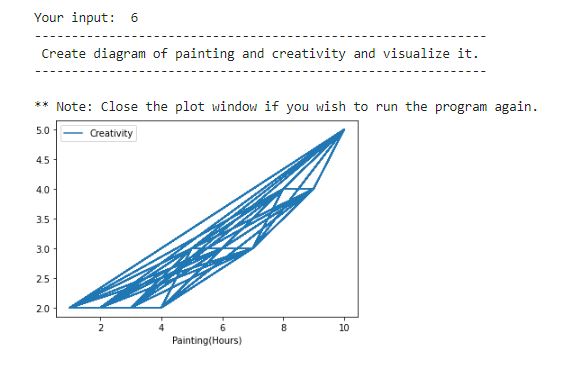 Your input:  6
-------------------------------------------------------------
Create diagram of painting and creativity and visualize it.
-------------------------------------------------------------
** Note: Close the plot window if you wish to run the program again.
Creativity
5.0
4.5
4.0
3.5
3.0
2.5
2.0
2 4 6 8 10
Painting(Hours)